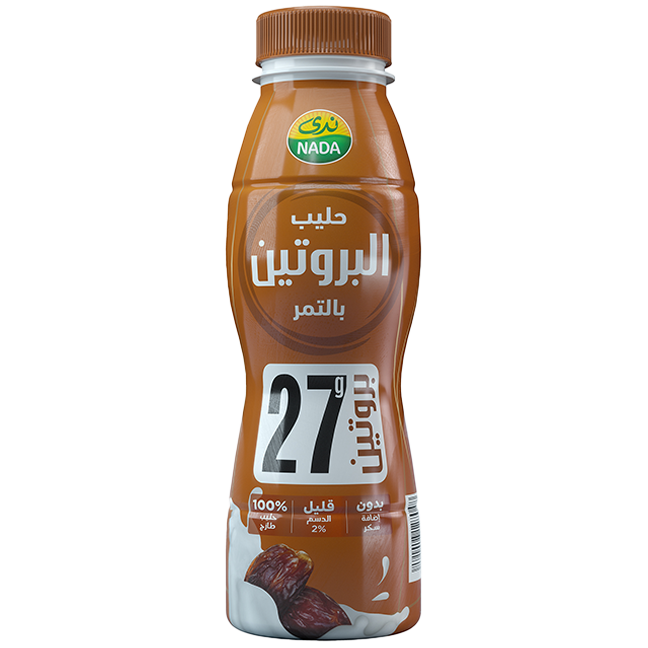 ندى
NADA
حليب
البروتين
بالتمر
27g
بروتين
بدون
إضافة
سكر
قليل
الدسم
2%
100%
حليب
طازج